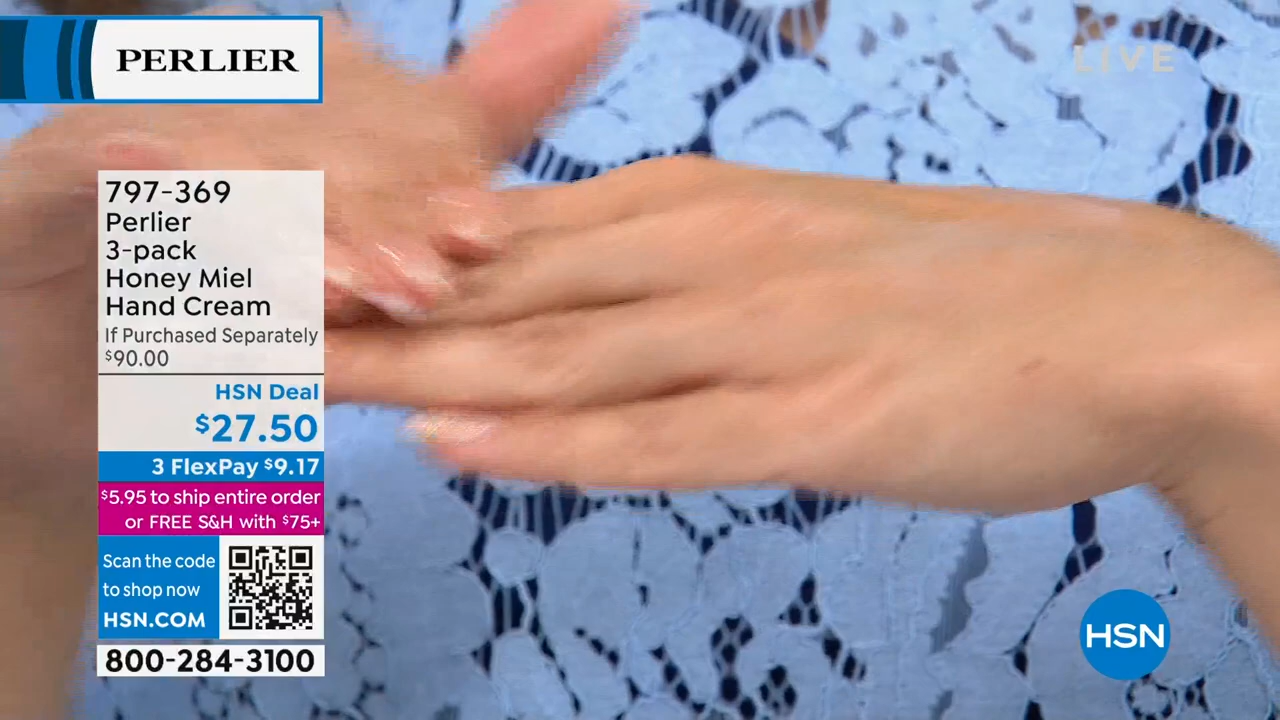 PERLIER
LIVE
797-369
Perlier
3-pack
Honey Miel
Hand Cream
If Purchased Separately
$90.00
HSN Deal
$27.50
3 FlexPay $9.17
$5.95 to ship entire order
or FREE S&H with $75+
Scan the code
to shop now
HSN.COM
800-284-3100
HSN